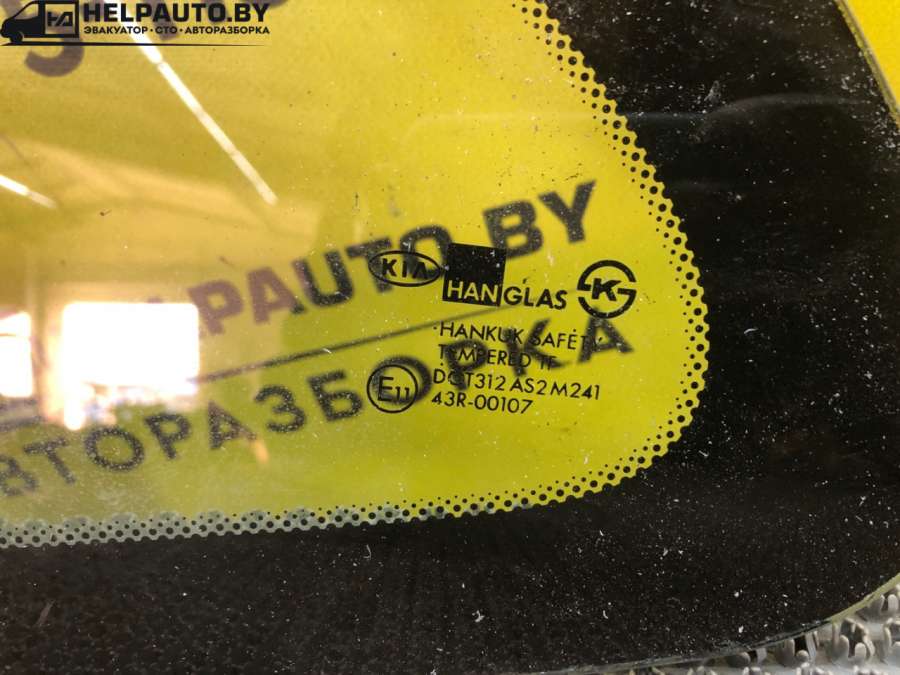 HELPAUTO.BY
ЭВАКУАТОР • СТО • АВТОРАЗБОРКА
PAUTO.BY
АВТОРАЗБОРКА
KIA
HANGLAS
K
HANKUK SAFETY
TEMPERED TF
DOT312 AS2 M241
E11
43R-00107